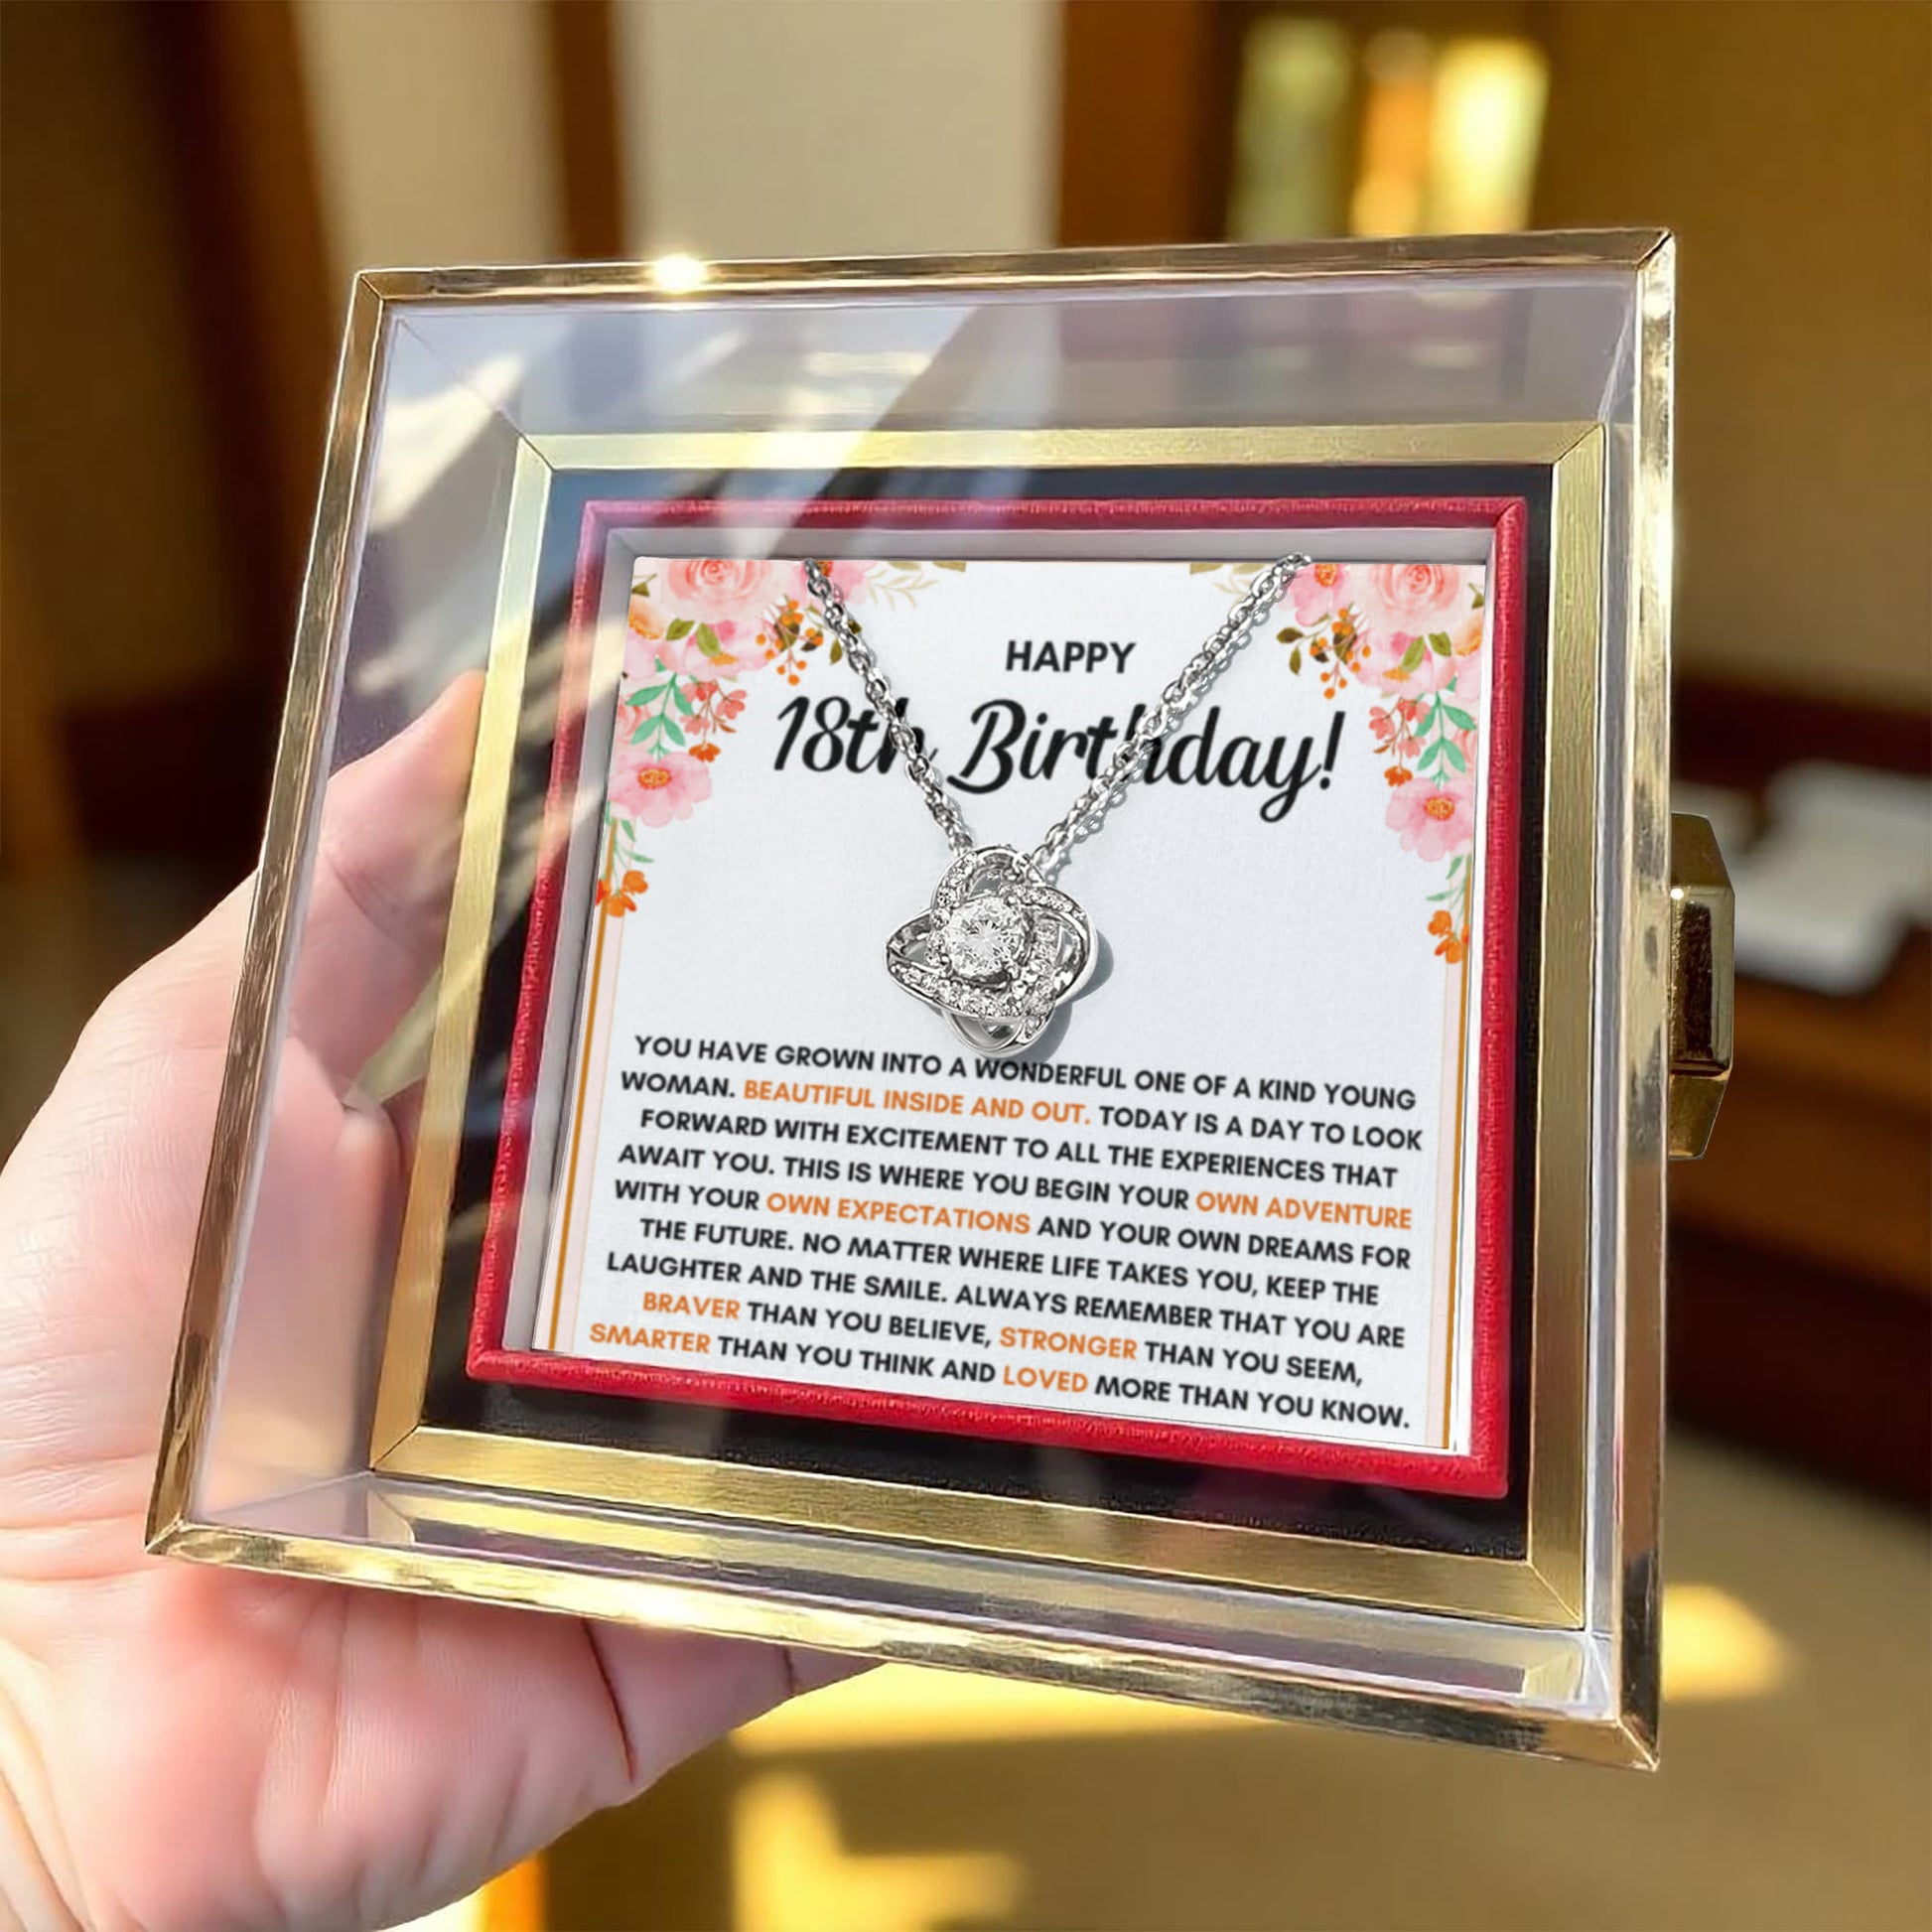 HAPPY
18th Birthday!
YOU HAVE GROWN INTO A WONDERFUL ONE OF A KIND YOUNG
WOMAN. BEAUTIFUL INSIDE AND OUT. TODAY IS A DAY TO LOOK
FORWARD WITH EXCITEMENT TO ALL THE EXPERIENCES THAT
AWAIT YOU. THIS IS WHERE YOU BEGIN YOUR OWN ADVENTURE
WITH YOUR OWN EXPECTATIONS AND YOUR OWN DREAMS FOR
THE FUTURE. NO MATTER WHERE LIFE TAKES YOU, KEEP THE
LAUGHTER AND THE SMILE. ALWAYS REMEMBER THAT YOU ARE
BRAVER THAN YOU BELIEVE, STRONGER THAN YOU SEEM,
SMARTER THAN YOU THINK AND LOVED MORE THAN YOU KNOW.